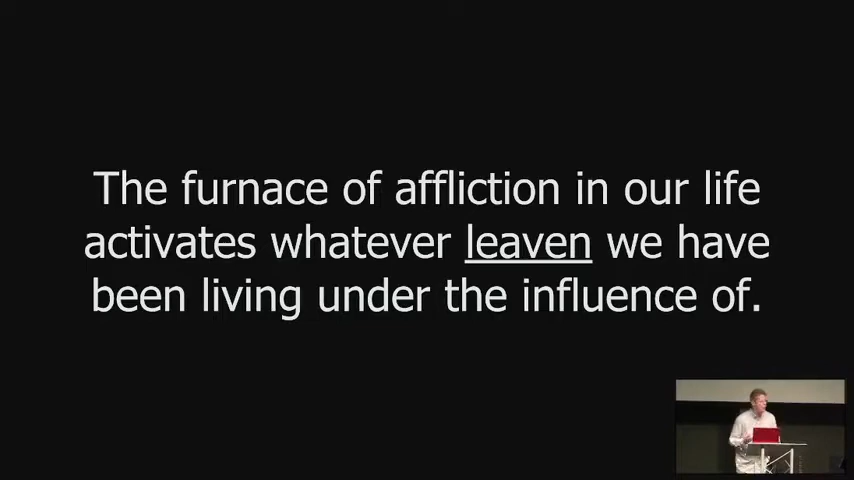 The furnace of affliction in our life
activates whatever leaven we have
been living under the influence of.